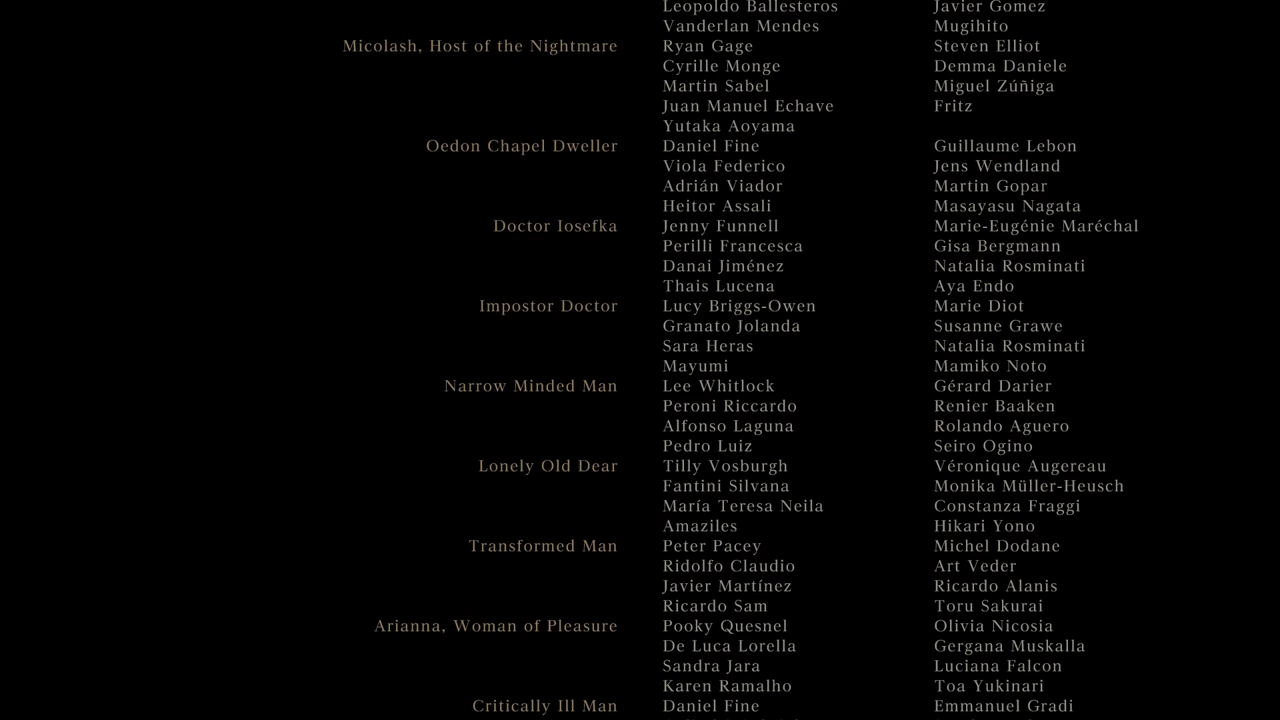 Leopoldo Ballesteros Javier Gomez
Vanderlan Mendes Mugihito
Micolash, Host of the Nightmare Ryan Gage Steven Elliot
Cyrille Monge Demma Daniele
Martin Sabel Miguel Zúñiga
Juan Manuel Echave Fritz
Yutaka Aoyama
Oedon Chapel Dweller Daniel Fine Guillaume Lebon
Viola Federico Jens Wendland
Adrián Viador Martin Gopar
Heitor Assali Masayasu Nagata
Doctor Iosefka Jenny Funnell Marie-Eugénie Maréchal
Perilli Francesca Gisa Bergmann
Danai Jiménez Natalia Rosminati
Thais Lucena Aya Endo
Impostor Doctor Lucy Briggs-Owen Marie Diot
Granato Jolanda Susanne Grawe
Sara Heras Natalia Rosminati
Mayumi Mamiko Noto
Narrow Minded Man Lee Whitlock Gérard Darier
Peroni Riccardo Renier Baaken
Alfonso Laguna Rolando Aguero
Pedro Luiz Seiro Ogino
Lonely Old Dear Tilly Vosburgh Véronique Augereau
Fantini Silvana Monika Müller-Heusch
María Teresa Neila Constanza Fraggi
Amaziles Hikari Yono
Transformed Man Peter Pacey Michel Dodane
Ridolfo Claudio Art Veder
Javier Martínez Ricardo Alanis
Ricardo Sam Toru Sakurai
Arianna, Woman of Pleasure Pooky Quesnel Olivia Nicosia
De Luca Lorella Gergana Muskalla
Sandra Jara Luciana Falcon
Karen Ramalho Toa Yukinari
Critically Ill Man Daniel Fine Emmanuel Gradi